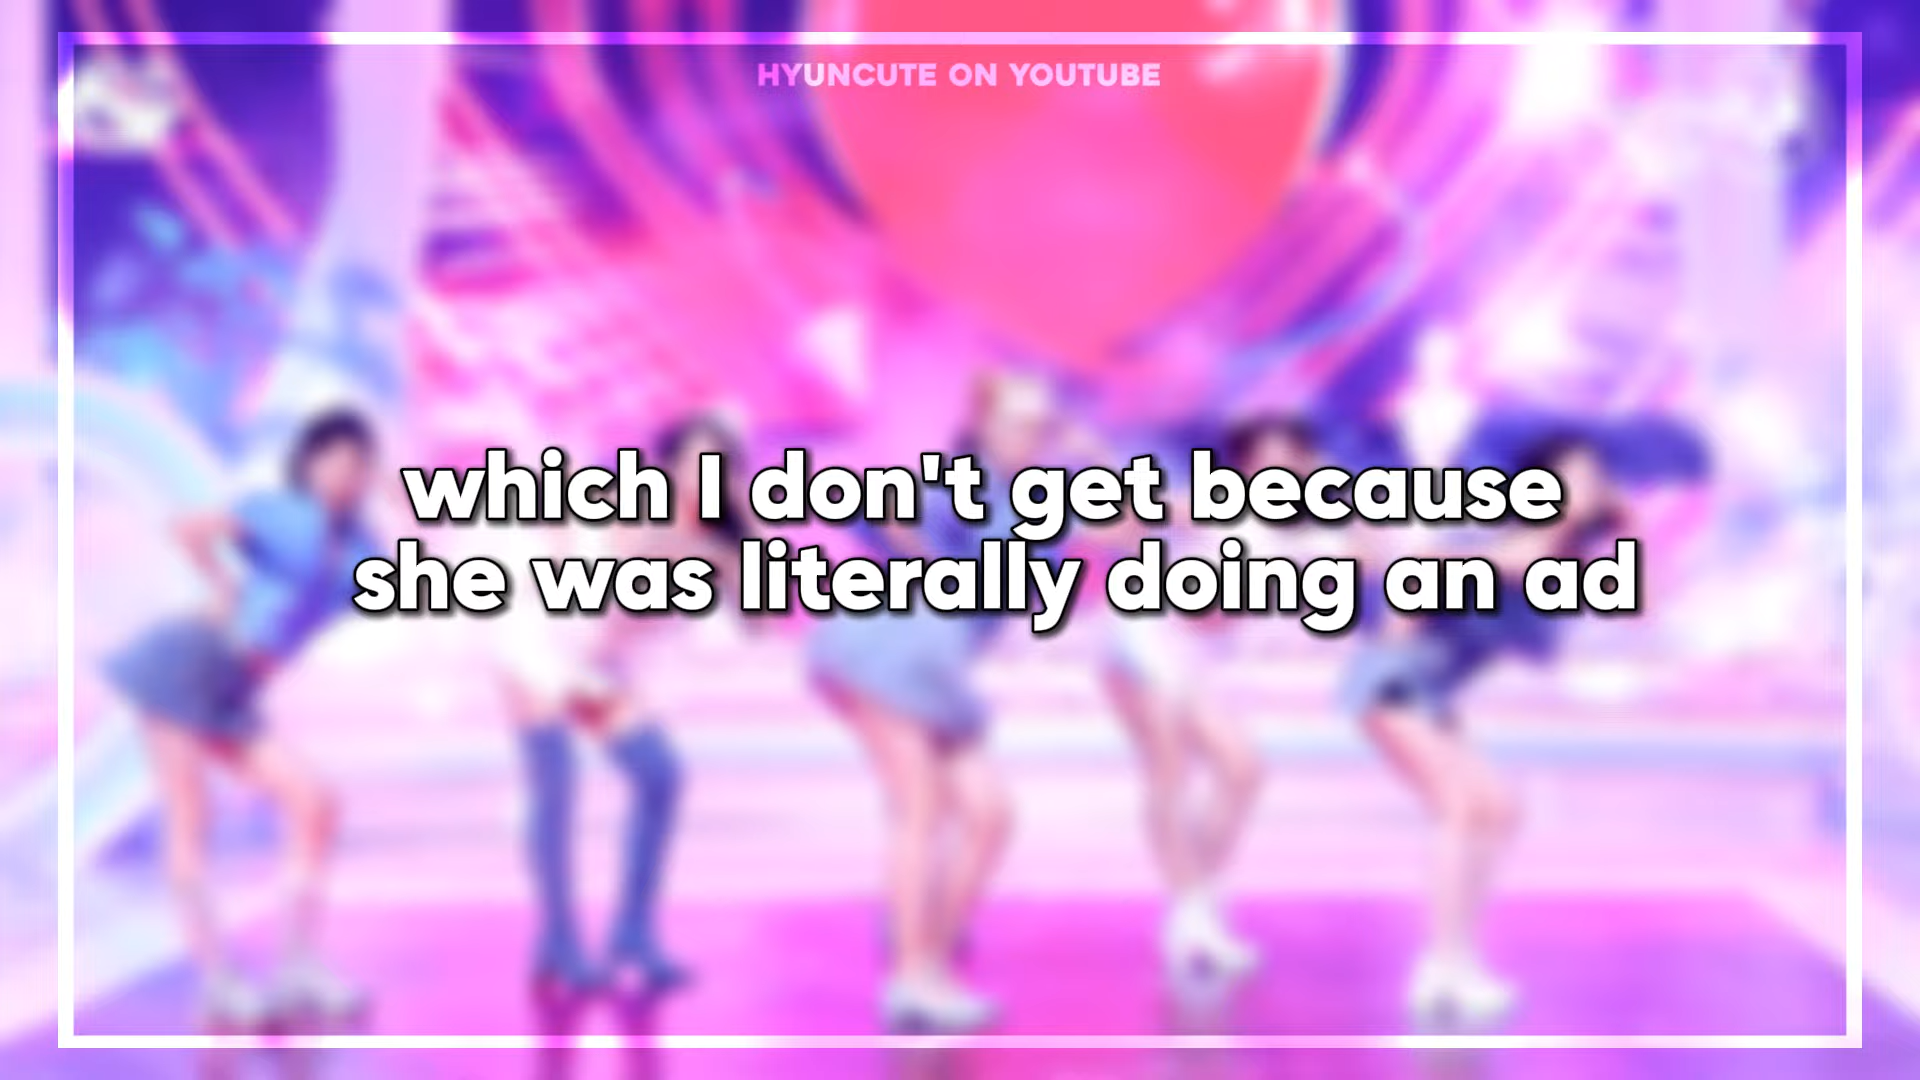 HYUNCUTE ON YOUTUBE
which I don't get because
she was literally doing an ad